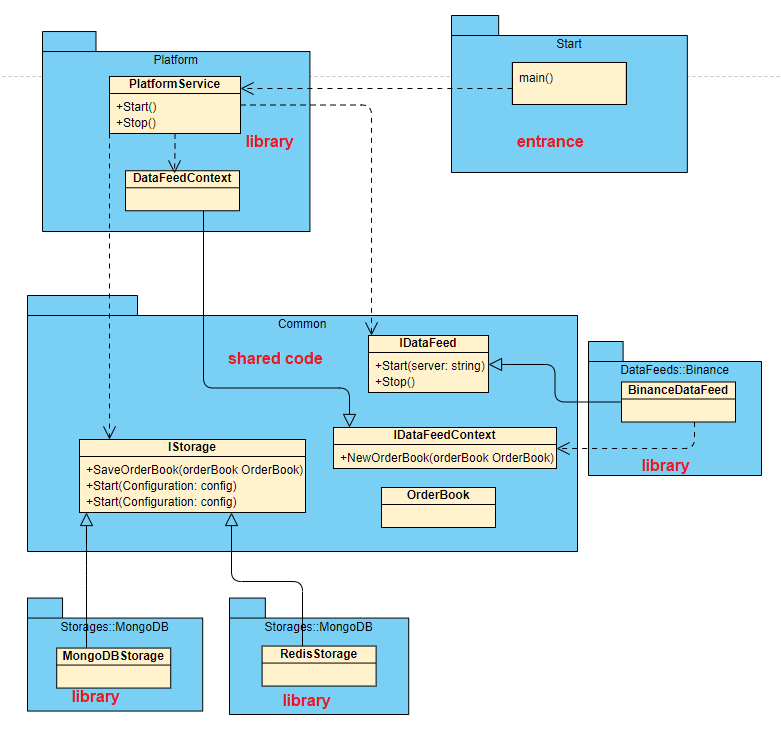 Platform
PlatformService
+Start()
+Stop()
library
DataFeedContext
Start
main()
entrance
Common
shared code
IDataFeed
+Start(server: string)
+Stop()
IDataFeedContext
+NewOrderBook(orderBook OrderBook)
IStorage
+SaveOrderBook(orderBook OrderBook)
+Start(Configuration: config)
+Start(Configuration: config)
OrderBook
DataFeeds::Binance
BinanceDataFeed
library
Storages::MongoDB
MongoDBStorage
library
Storages::MongoDB
RedisStorage
library